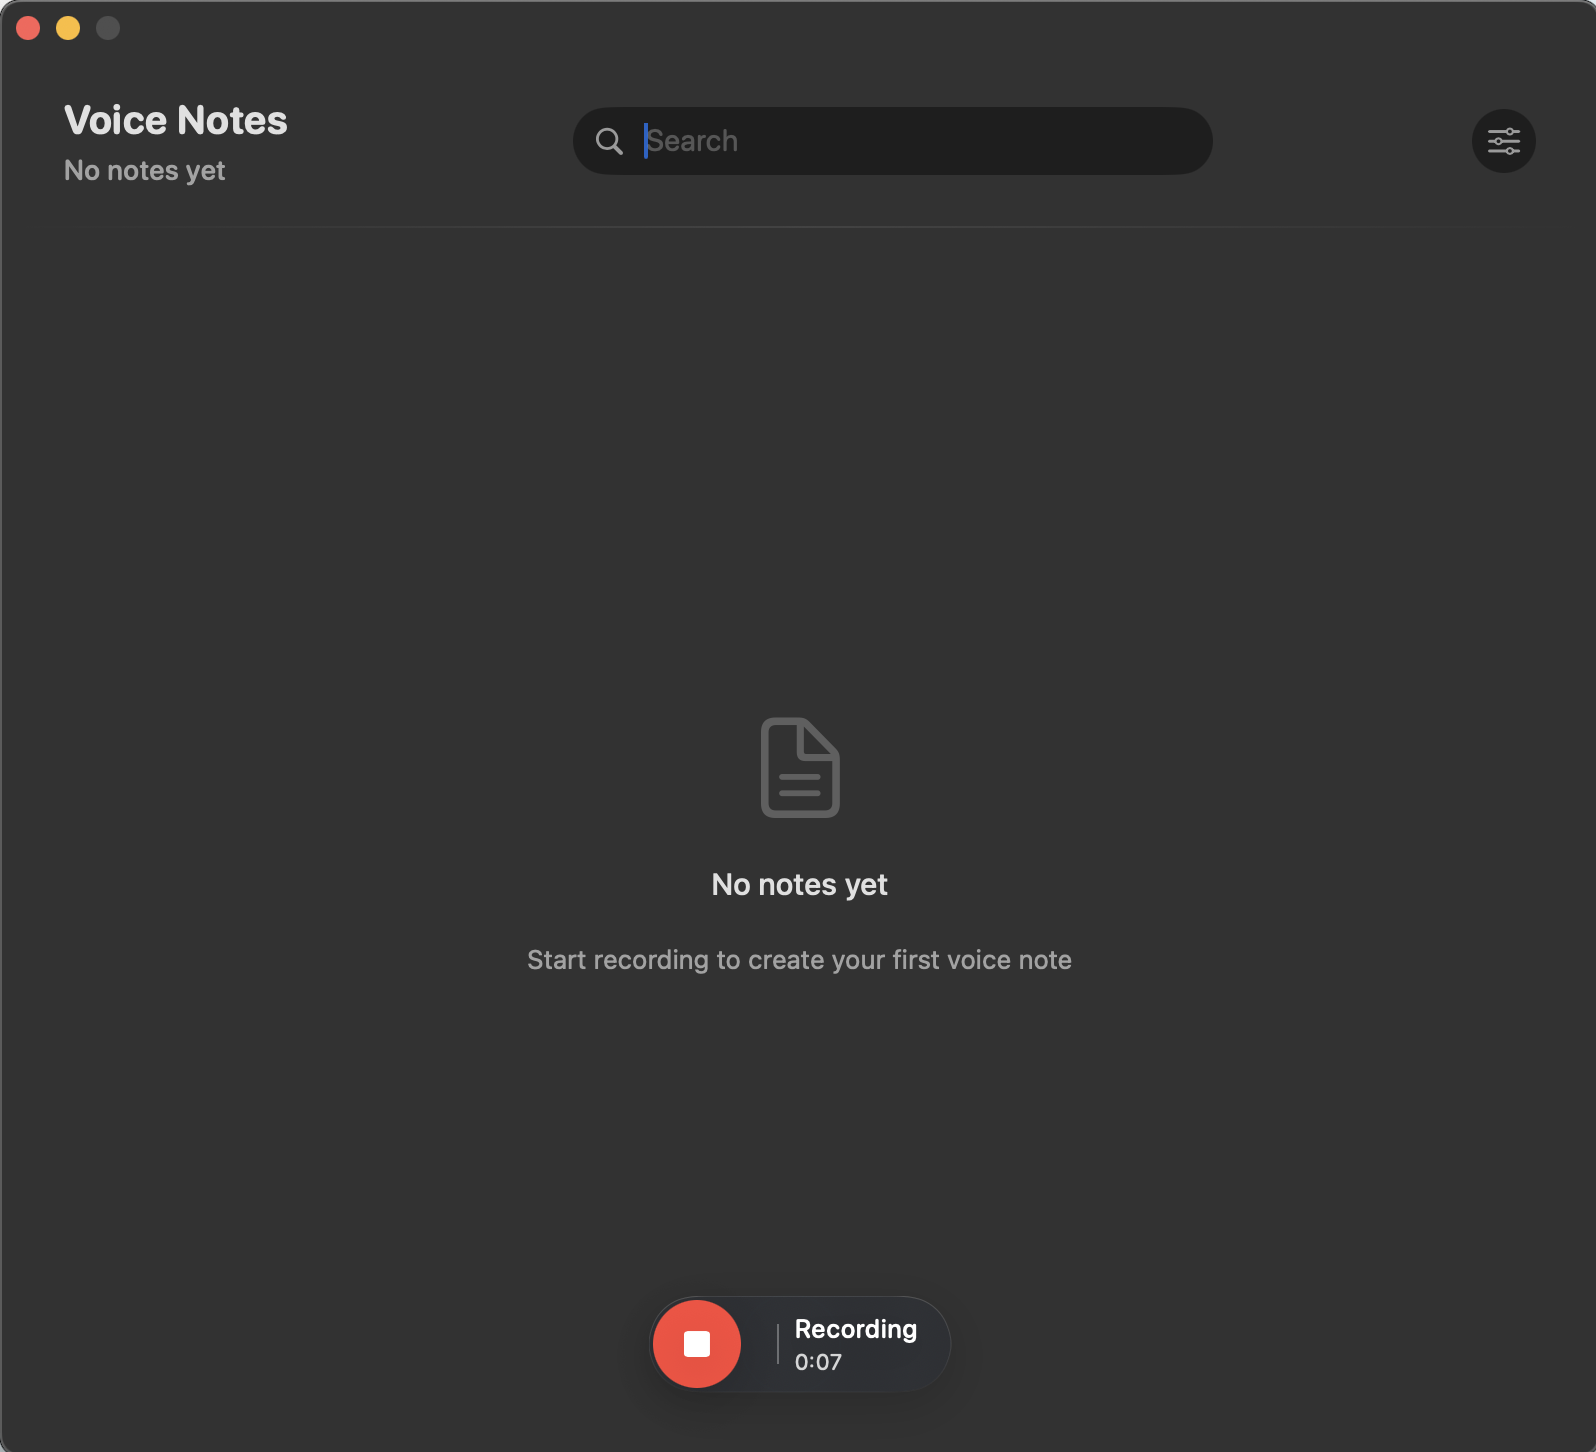 Voice Notes
No notes yet
Search
No notes yet
Start recording to create your first voice note
Recording
0:07